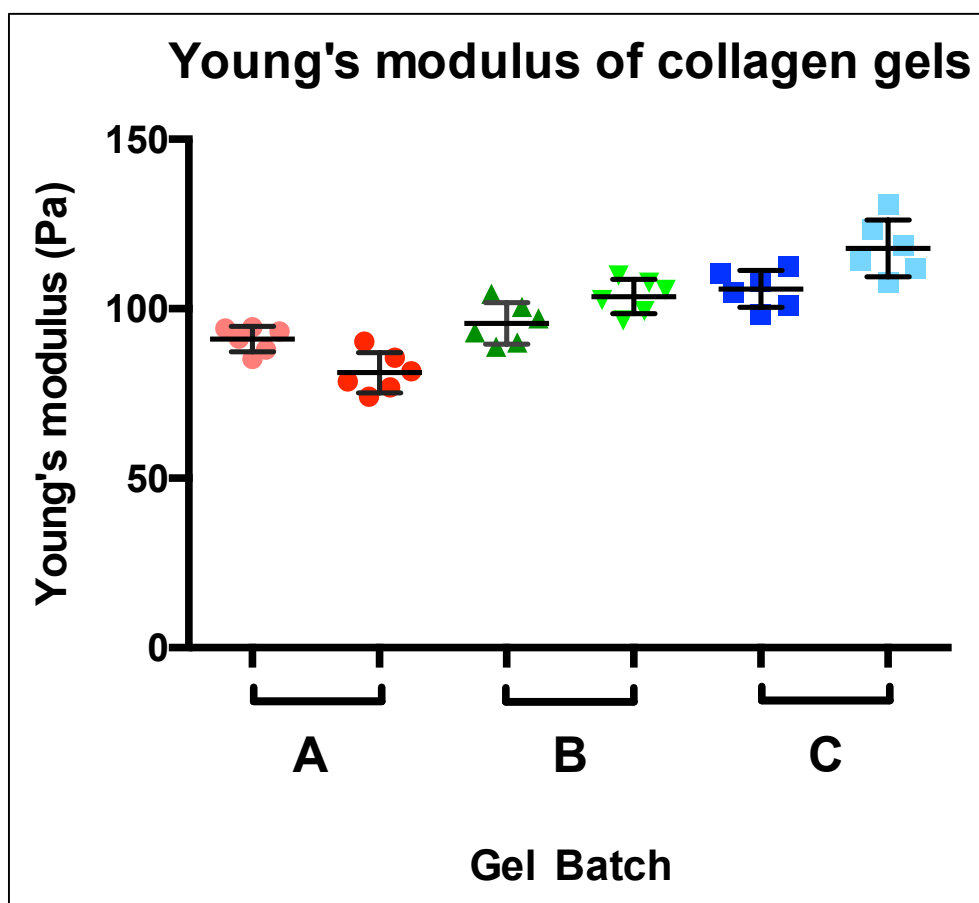 Young's modulus of collagen gels
Young's modulus (Pa)
150
100
50
0
A B C
Gel Batch